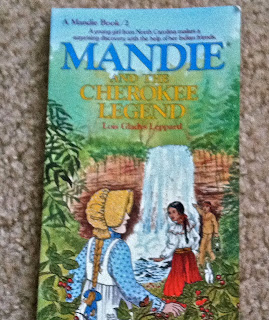 A Mandie Book / 2
A young girl from North Carolina makes a
surprising discovery with the help of her Indian friends.
MANDIE
AND THE
CHEROKEE
LEGEND
Lois Gladys Leppard